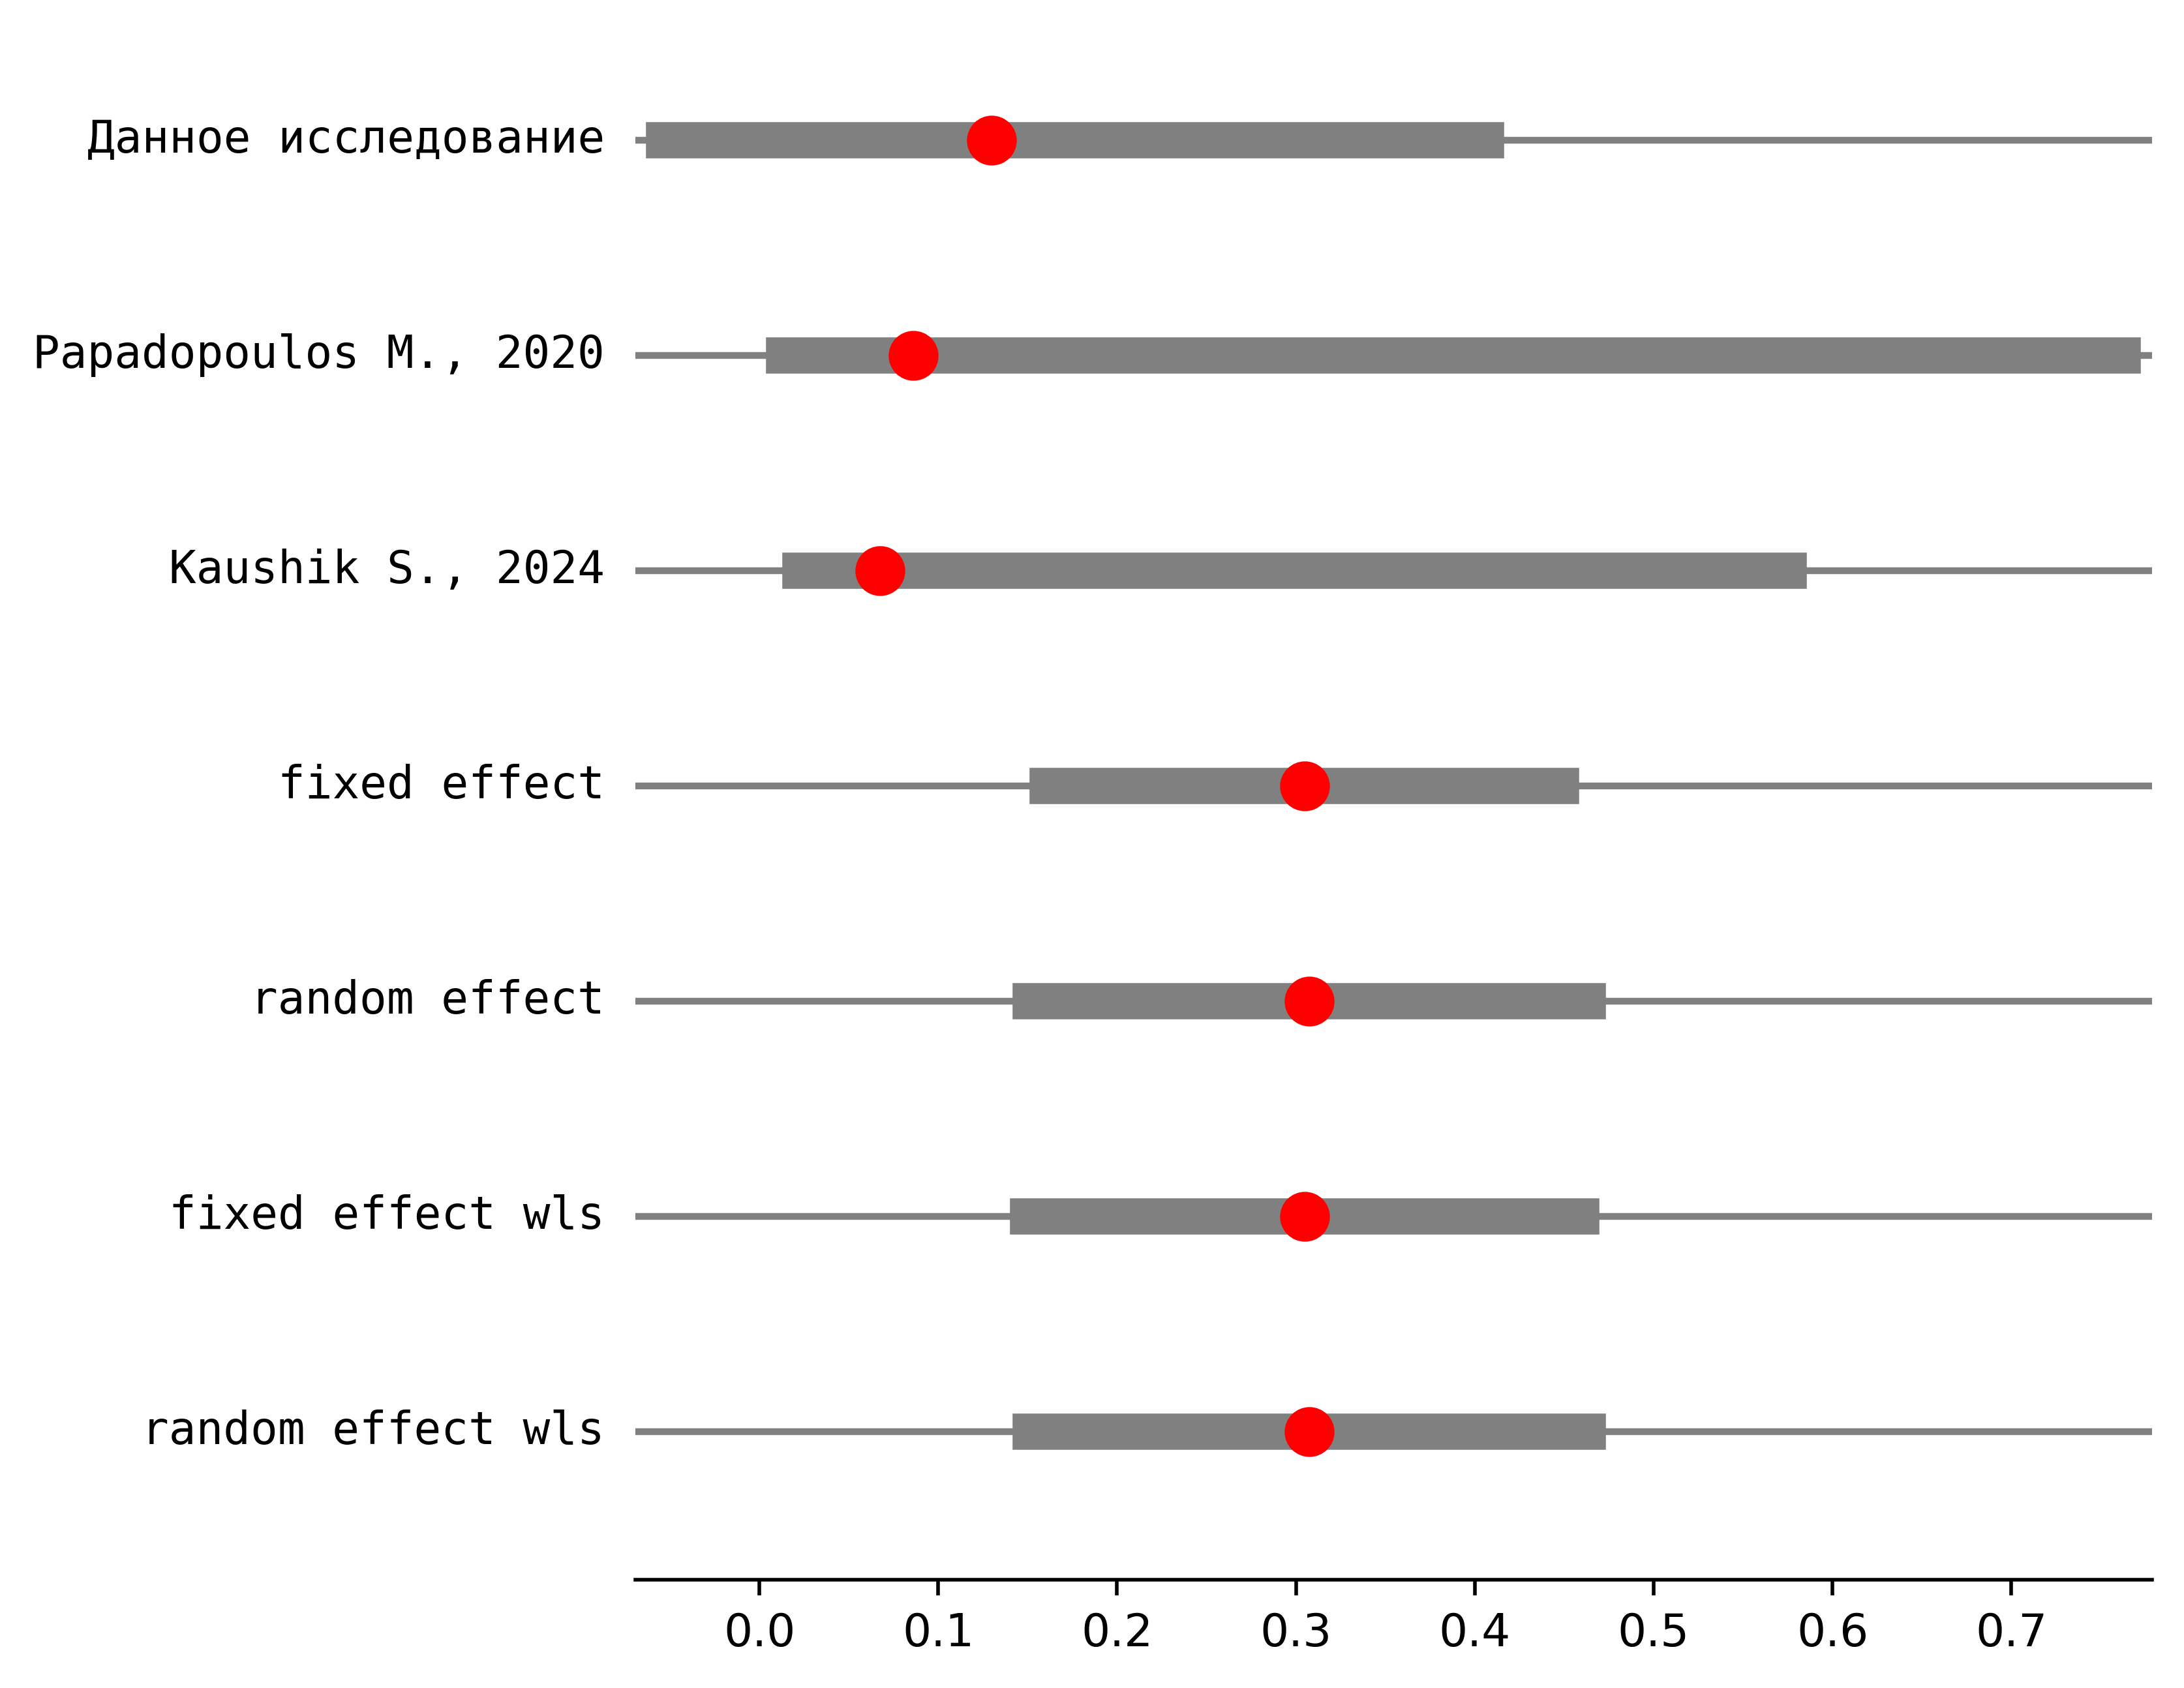 Данное исследование
Papadopoulos M., 2020
Kaushik S., 2024
fixed effect
random effect
fixed effect wls
random effect wls
0.0 0.1 0.2 0.3 0.4 0.5 0.6 0.7